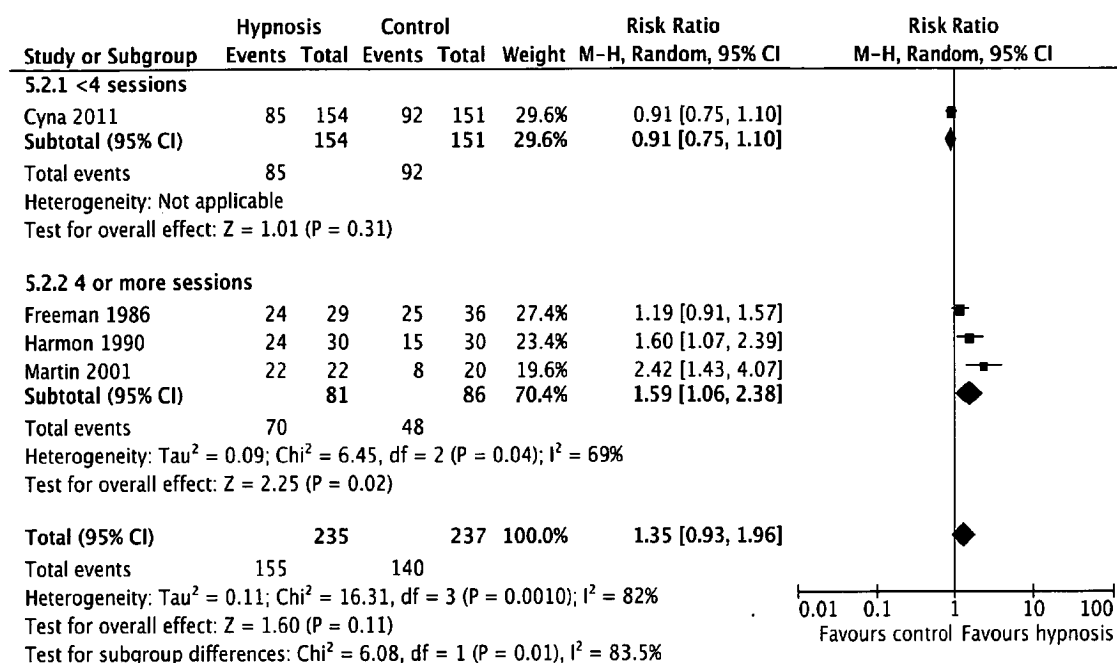 Hypnosis Control Risk Ratio Risk Ratio
Study or Subgroup Events Total Events Total Weight M-H, Random, 95% CI M-H, Random, 95% CI
5.2.1 <4 sessions
Cyna 2011 85 154 92 151 29.6% 0.91 [0.75, 1.10]
Subtotal (95% CI) 154 151 29.6% 0.91 [0.75, 1.10]
Total events 85 92
Heterogeneity: Not applicable
Test for overall effect: Z = 1.01 (P = 0.31)
5.2.2 4 or more sessions
Freeman 1986 24 29 25 36 27.4% 1.19 [0.91, 1.57]
Harmon 1990 24 30 15 30 23.4% 1.60 [1.07, 2.39]
Martin 2001 22 22 8 20 19.6% 2.42 [1.43, 4.07]
Subtotal (95% CI) 81 86 70.4% 1.59 [1.06, 2.38]
Total events 70 48
Heterogeneity: Tau² = 0.09; Chi² = 6.45, df = 2 (P = 0.04); I² = 69%
Test for overall effect: Z = 2.25 (P = 0.02)
Total (95% CI) 235 237 100.0% 1.35 [0.93, 1.96]
Total events 155 140
Heterogeneity: Tau² = 0.11; Chi² = 16.31, df = 3 (P = 0.0010); I² = 82%
Test for overall effect: Z = 1.60 (P = 0.11)
Test for subgroup differences: Chi² = 6.08, df = 1 (P = 0.01), I² = 83.5%
0.01 0.1 1 10 100
Favours control Favours hypnosis